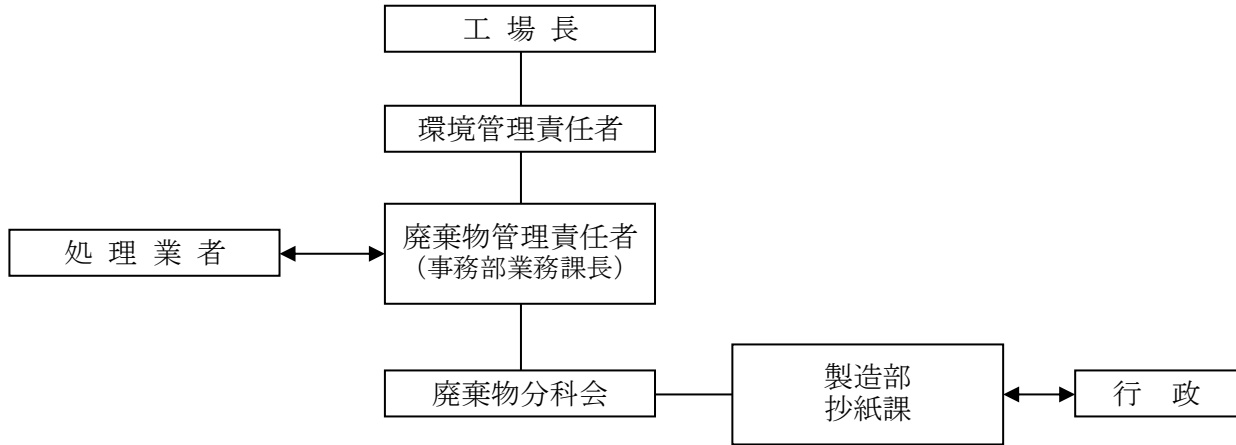 工 場 長
環境管理責任者
処 理 業 者
廃棄物管理責任者
（事務部業務課長）
廃棄物分科会
製造部
抄紙課
行　政